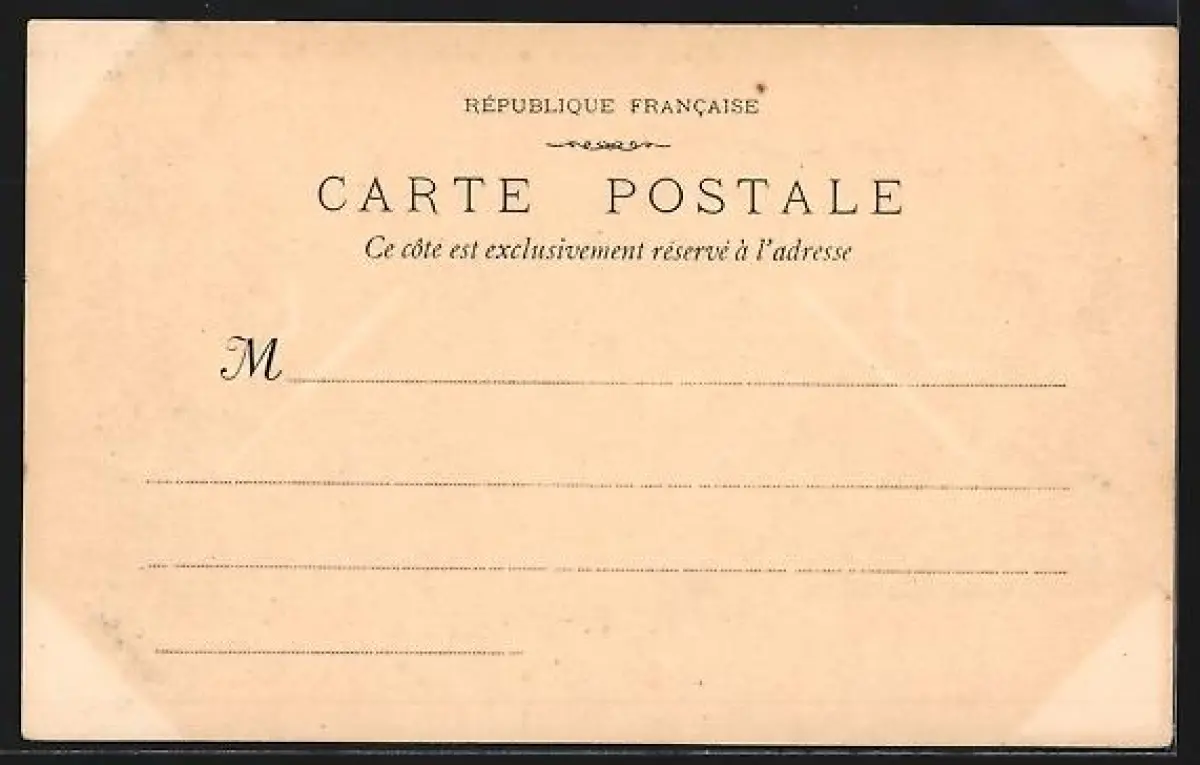 RÉPUBLIQUE FRANÇAISE
CARTE POSTALE
Ce côte est exclusivement réservé à l'adresse
M